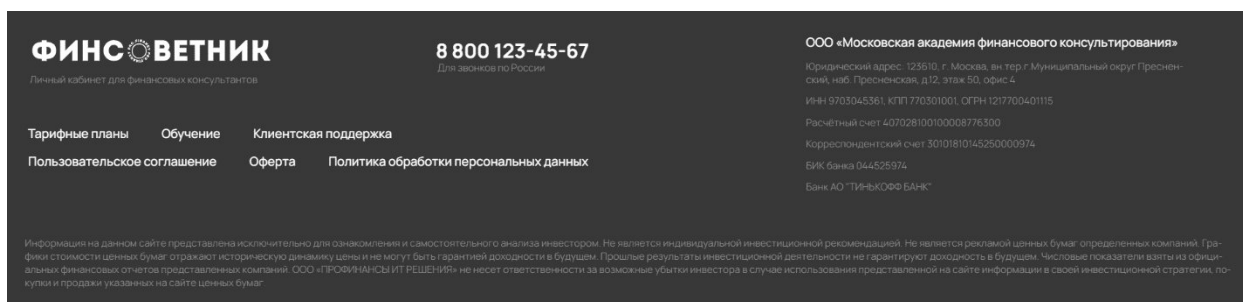 ФИНСОВЕТНИК
Личный кабинет для финансовых консультантов
8 800 123-45-67
Для звонков по России
Тарифные планы Обучение Клиентская поддержка
Пользовательское соглашение Оферта Политика обработки персональных данных
ООО «Московская академия финансового консультирования»
Юридический адрес: 123610, г. Москва, вн.тер.г.Муниципальный округ Преснен-
ский, наб. Пресненская, д.12, этаж 50, офис 4
ИНН 9703045361, КПП 770301001, ОГРН 1217700401115
Расчётный счет 407028100100008776300
Корреспондентский счет 30101810145250000974
БИК банка 044525974
Банк АО "ТИНЬКОФФ БАНК"
Информация на данном сайте представлена исключительно для ознакомления и самостоятельного анализа инвестором. Не является индивидуальной инвестиционной рекомендацией. Не является рекламой ценных бумаг определенных компаний. Гра-
фики стоимости ценных бумаг отражают историческую динамику цены и не могут быть гарантией доходности в будущем. Прошлые результаты инвестиционной деятельности не гарантируют доходность в будущем. Числовые показатели взяты из офици-
альных финансовых отчетов представленных компаний. ООО «ПРОФИНАНСЫ ИТ РЕШЕНИЯ» не несет ответственности за возможные убытки инвестора в случае использования представленной на сайте информации в своей инвестиционной стратегии, по-
купки и продажи указанных на сайте ценных бумаг